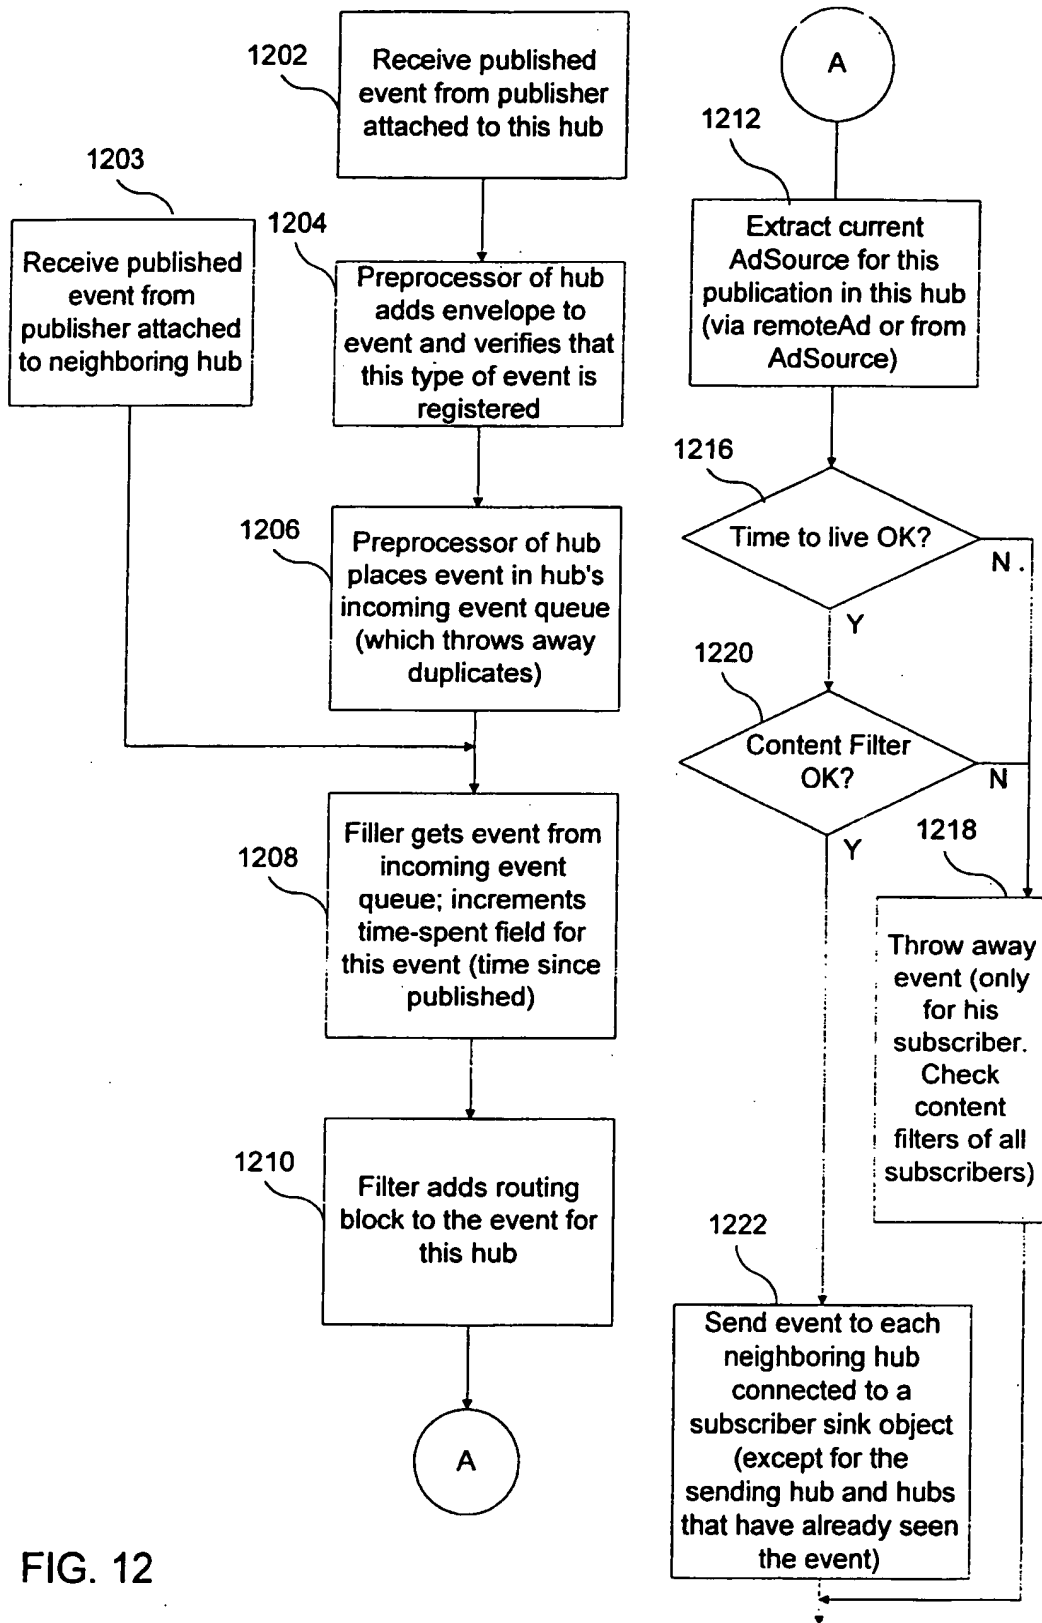 1202
Receive published
event from publisher
attached to this hub
1203
Receive published
event from
publisher attached
to neighboring hub
1204
Preprocessor of hub
adds envelope to
event and verifies that
this type of event is
registered
1206
Preprocessor of hub
places event in hub's
incoming event queue
(which throws away
duplicates)
1208
Filler gets event from
incoming event
queue; increments
time-spent field for
this event (time since
published)
1210
Filter adds routing
block to the event for
this hub
A
A
1212
Extract current
AdSource for this
publication in this hub
(via remoteAd or from
AdSource)
1216
Time to live OK?
N.
Y
1220
Content Filter
OK?
N
Y
1218
Throw away
event (only
for his
subscriber.
Check
content
filters of all
subscribers)
1222
Send event to each
neighboring hub
connected to a
subscriber sink object
(except for the
sending hub and hubs
that have already seen
the event)
FIG. 12